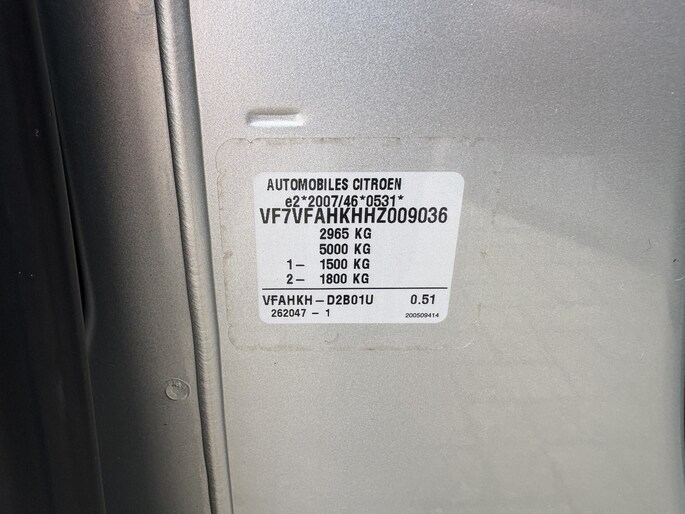 AUTOMOBILES CITROEN
e2*2007/46*0531*
VF7VFAHKHHZ009036
2965 KG
5000 KG
1– 1500 KG
2– 1800 KG
VFAHKH–D2B01U 0.51
262047 – 1 200509414